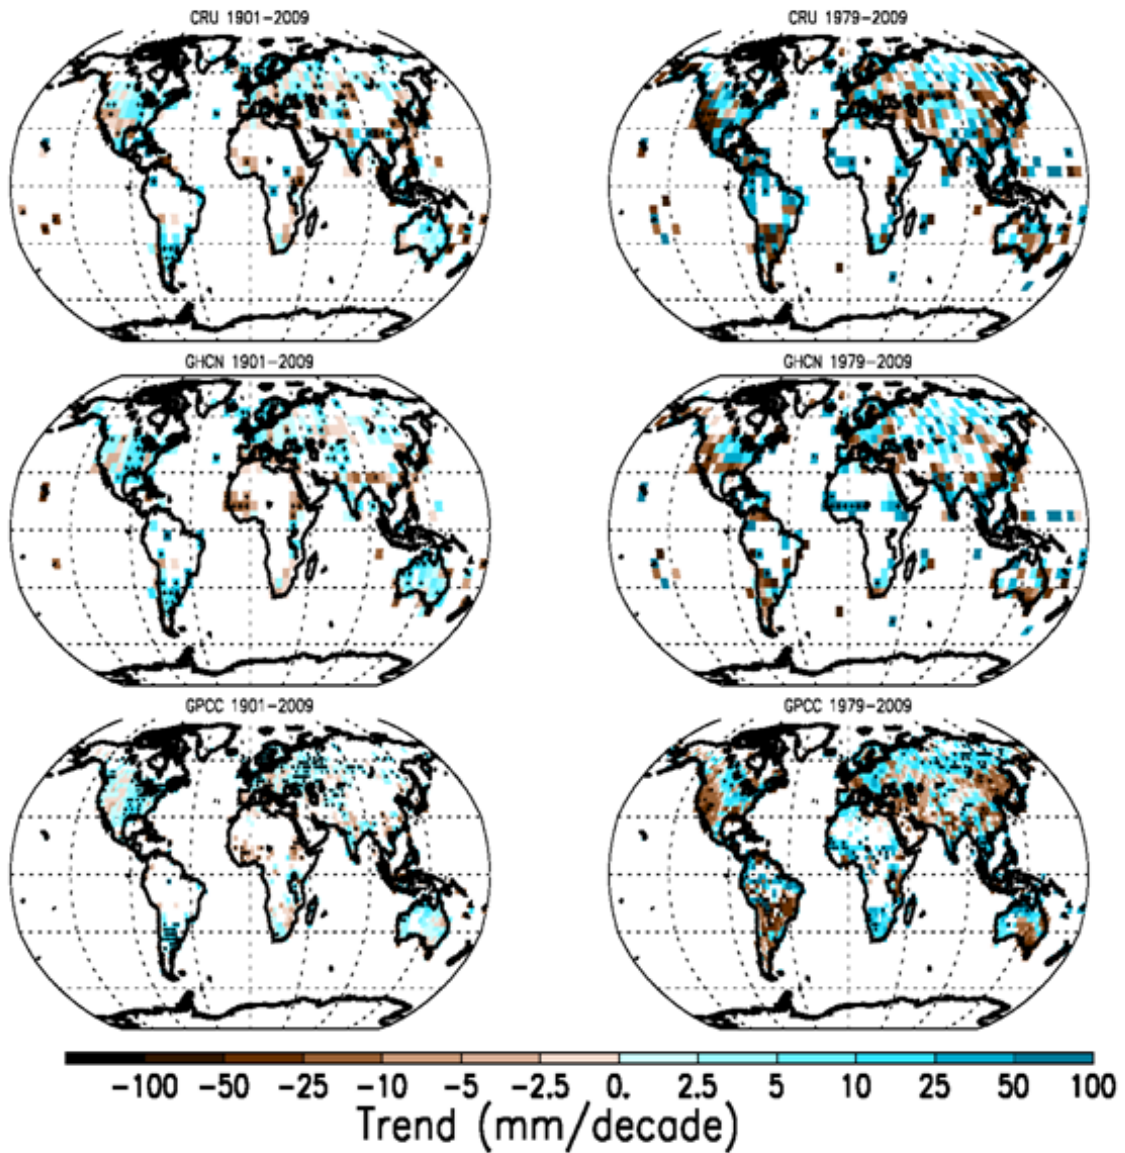 CRU 1901-2009
CRU 1979-2009
GHCN 1901-2009
GHCN 1979-2009
GPCC 1901-2009
GPCC 1979-2009
-100 -50 -25 -10 -5 -2.5 0. 2.5 5 10 25 50 100
Trend (mm/decade)